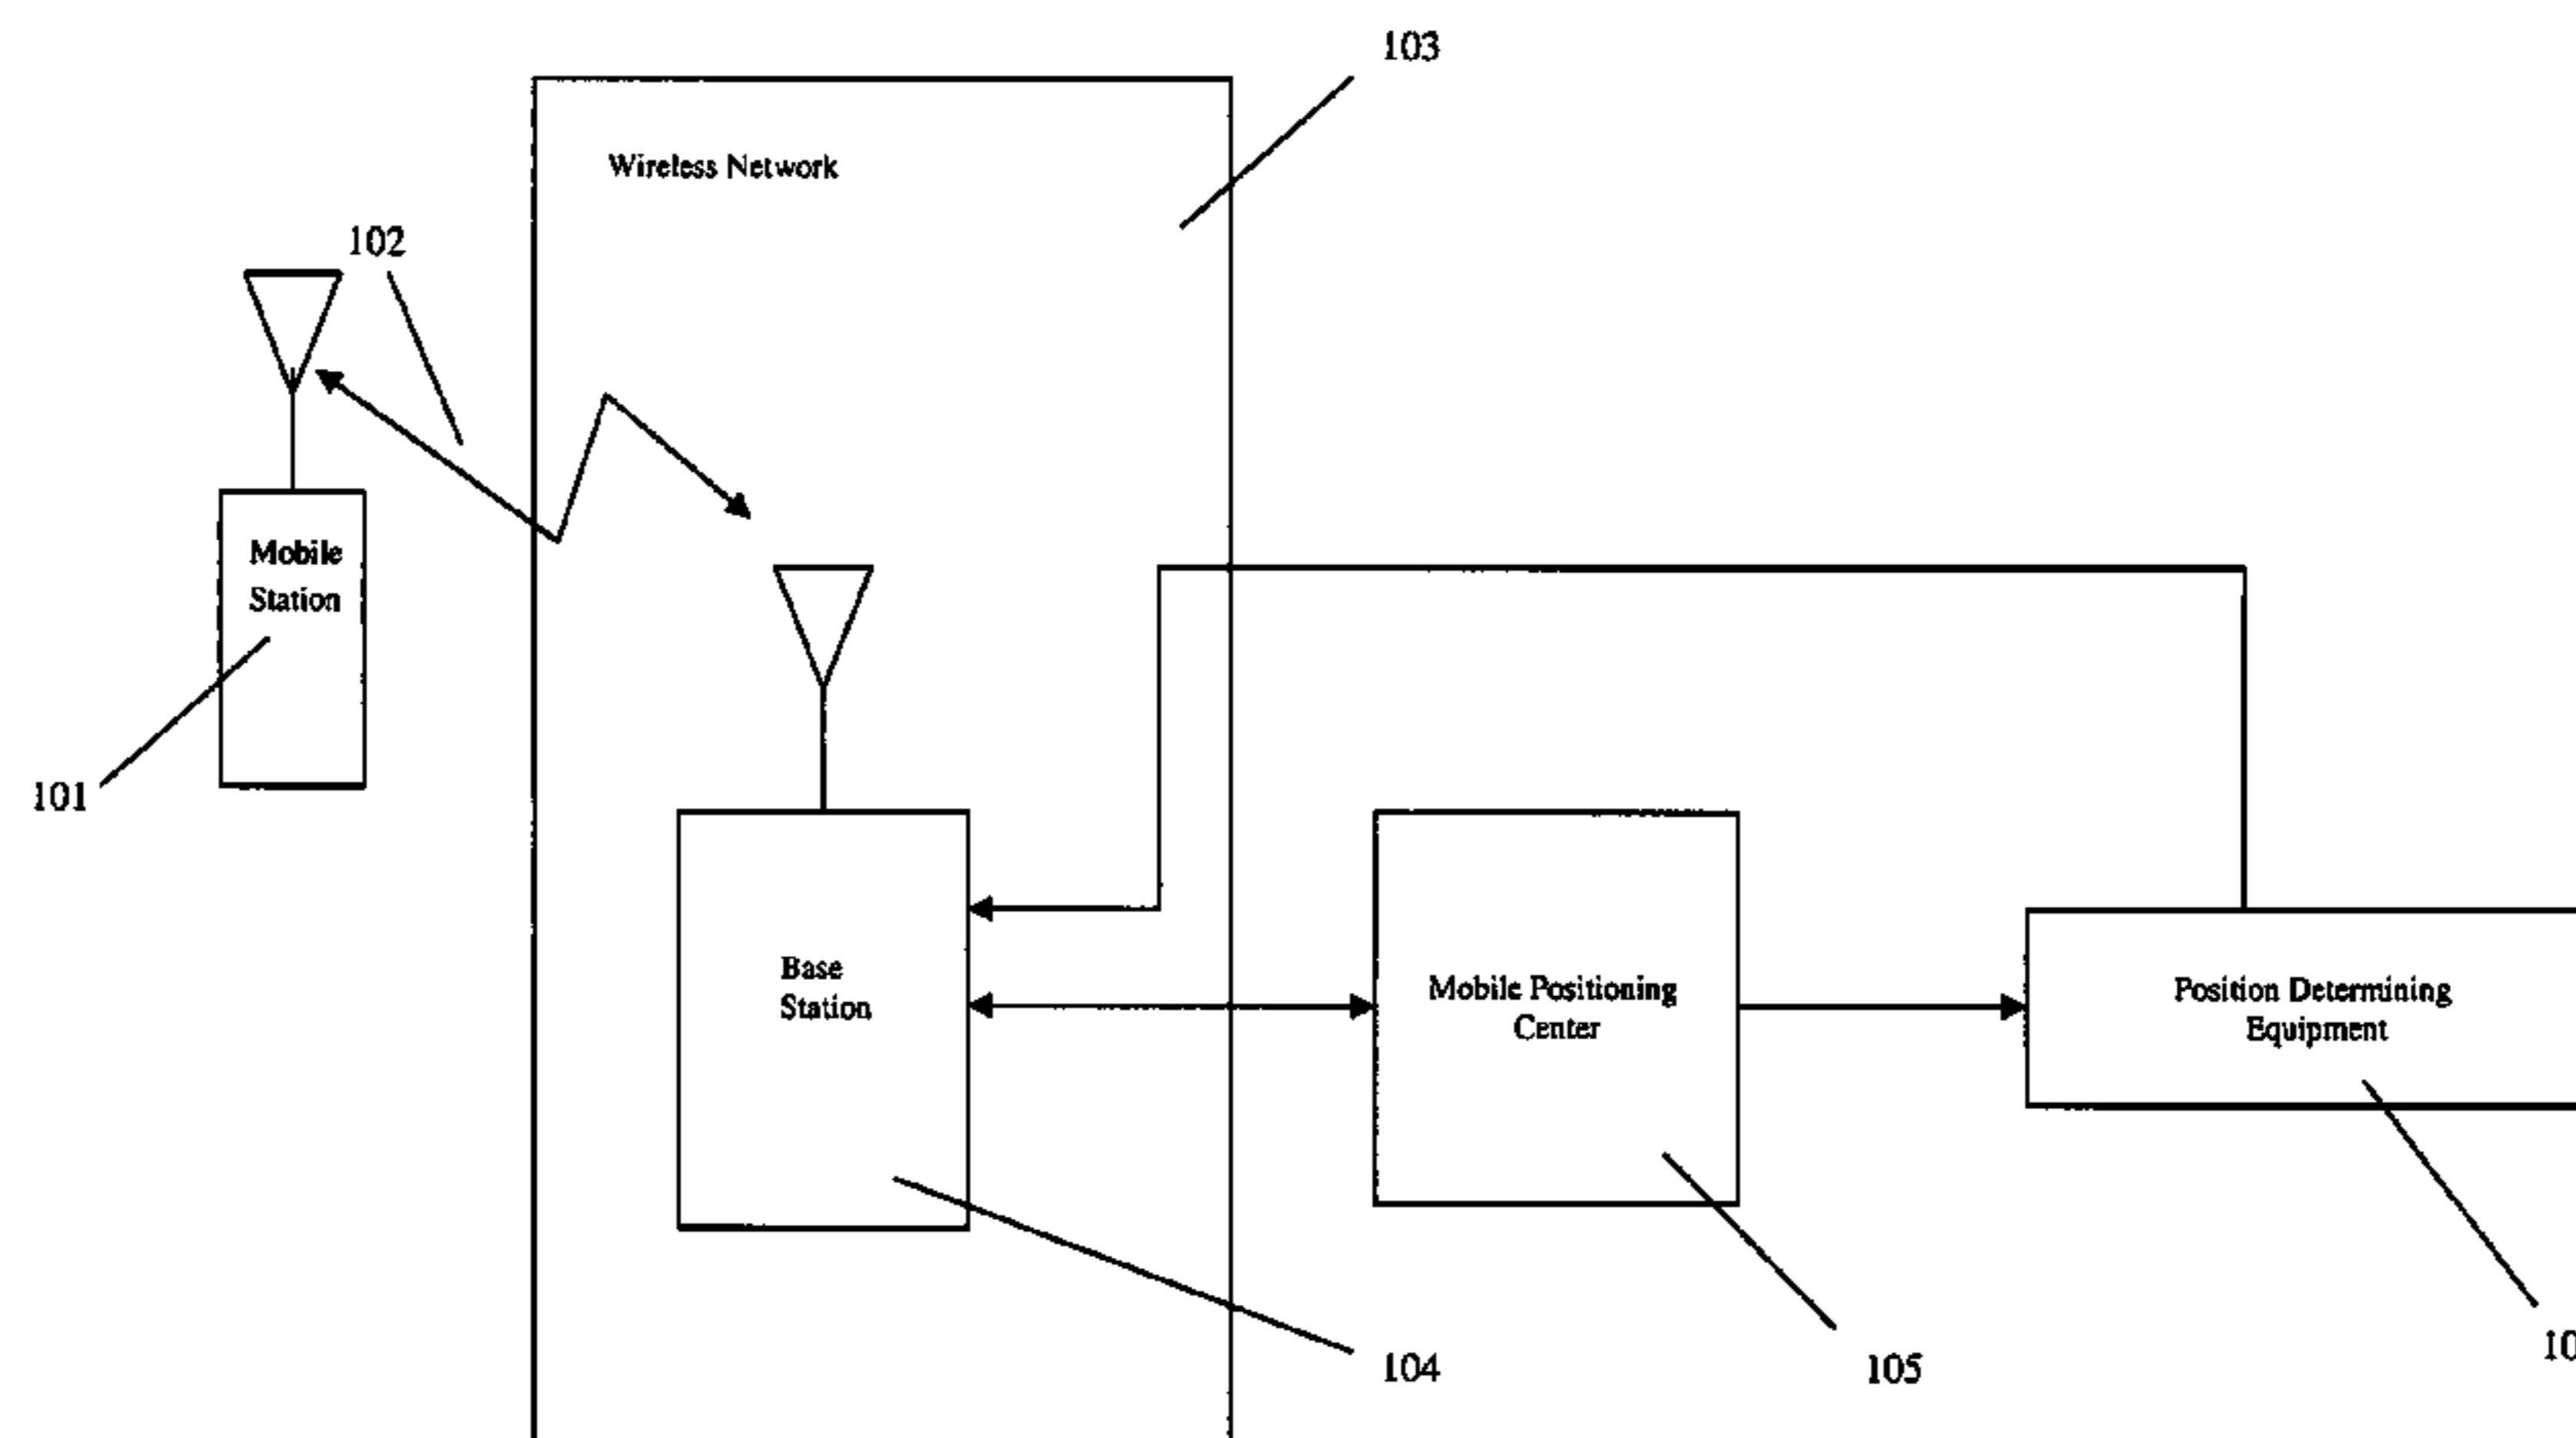 103
Wireless Network
102
Mobile
Station
101
Base
Station
Mobile Positioning
Center
Position Determining
Equipment
104
105